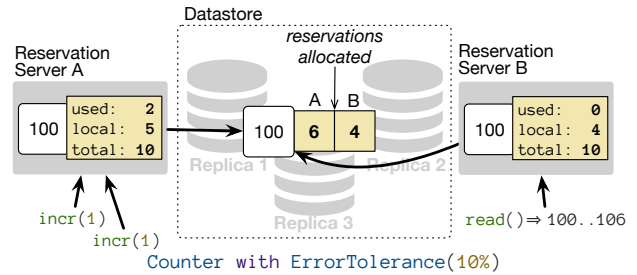 Datastore
Reservation
Server A
reservations
allocated
Reservation
Server B
100
used: 2
local: 5
total: 10
A B
100
6 4
100
used: 0
local: 4
total: 10
Replica 1
Replica 2
Replica 3
incr(1)
incr(1)
read()⇒100..106
Counter with ErrorTolerance(10%)